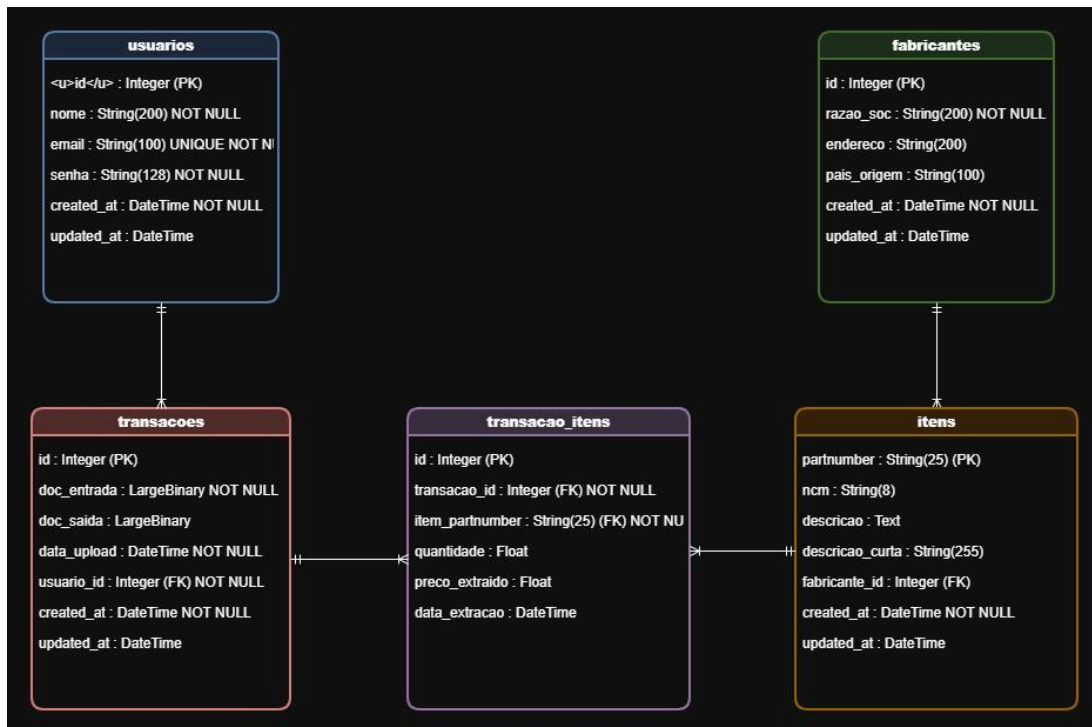 usuarios
<u>id</u> : Integer (PK)
nome : String(200) NOT NULL
email : String(100) UNIQUE NOT N
senha : String(128) NOT NULL
created_at : DateTime NOT NULL
updated_at : DateTime
fabricantes
id : Integer (PK)
razao_soc : String(200) NOT NULL
endereco : String(200)
pais_origem : String(100)
created_at : DateTime NOT NULL
updated_at : DateTime
transacoes
id : Integer (PK)
doc_entrada : LargeBinary NOT NULL
doc_saida : LargeBinary
data_upload : DateTime NOT NULL
usuario_id : Integer (FK) NOT NULL
created_at : DateTime NOT NULL
updated_at : DateTime
transacao_itens
id : Integer (PK)
transacao_id : Integer (FK) NOT NULL
item_partnumber : String(25) (FK) NOT NU
quantidade : Float
preco_extraido : Float
data_extracao : DateTime
itens
partnumber : String(25) (PK)
ncm : String(8)
descricao : Text
descricao_curta : String(255)
fabricante_id : Integer (FK)
created_at : DateTime NOT NULL
updated_at : DateTime